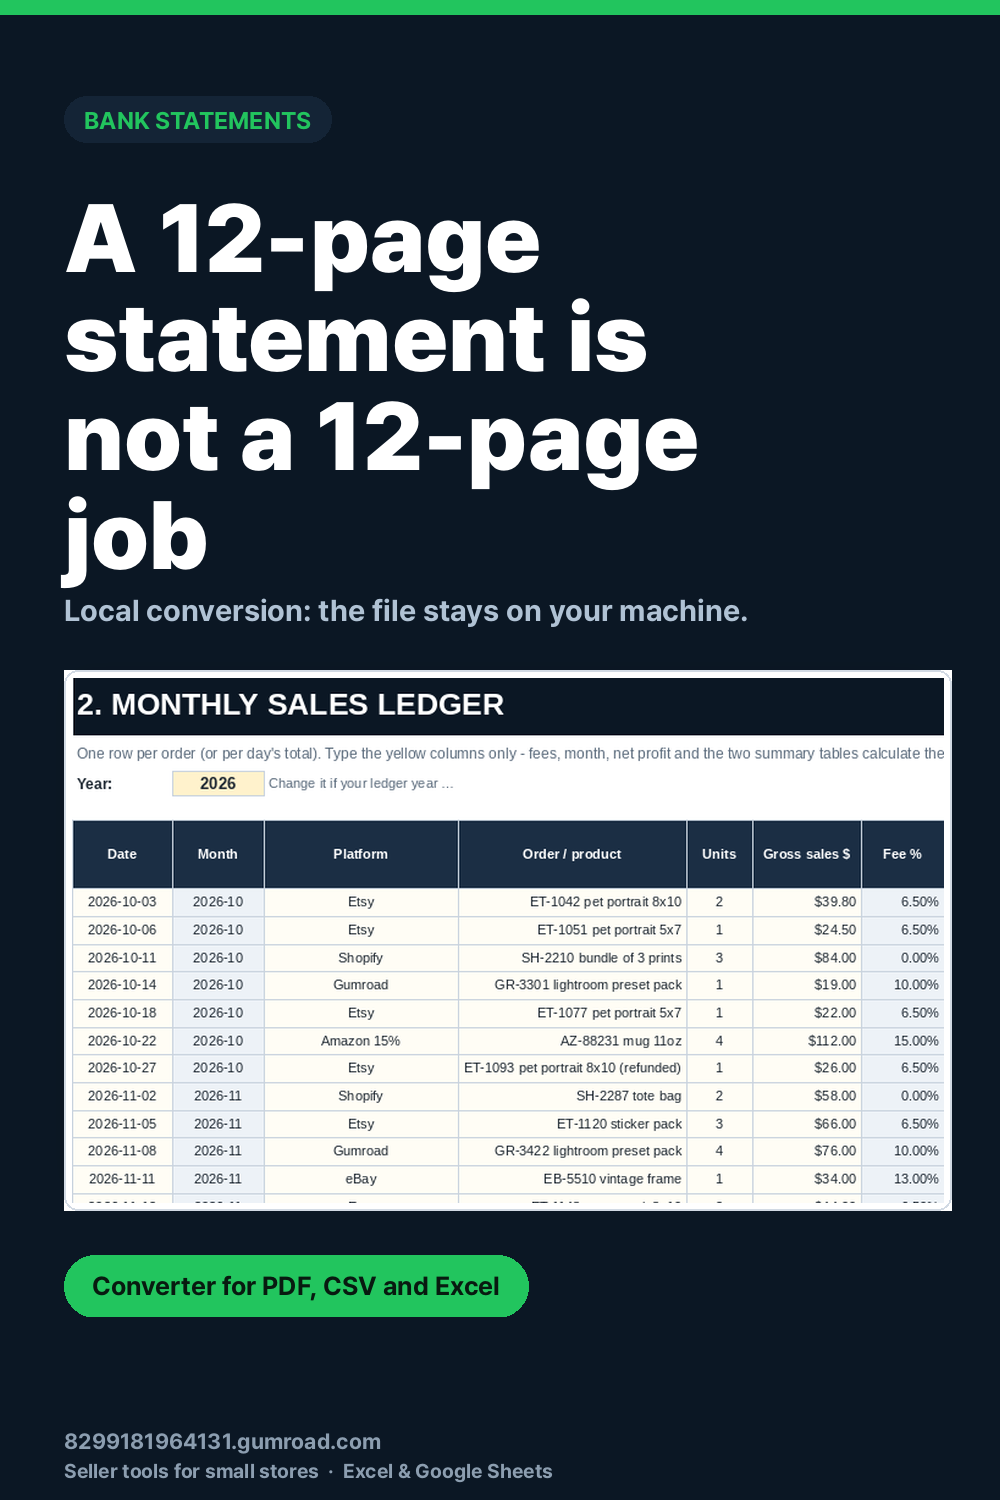 BANK STATEMENTS
A 12-page
statement is
not a 12-page
job
Local conversion: the file stays on your machine.
2. MONTHLY SALES LEDGER
One row per order (or per day's total). Type the yellow columns only - fees, month, net profit and the two summary tables calculate the
Year: 2026 Change it if your ledger year ...
Date Month Platform Order / product Units Gross sales $ Fee %
2026-10-03 2026-10 Etsy ET-1042 pet portrait 8x10 2 $39.80 6.50%
2026-10-06 2026-10 Etsy ET-1051 pet portrait 5x7 1 $24.50 6.50%
2026-10-11 2026-10 Shopify SH-2210 bundle of 3 prints 3 $84.00 0.00%
2026-10-14 2026-10 Gumroad GR-3301 lightroom preset pack 1 $19.00 10.00%
2026-10-18 2026-10 Etsy ET-1077 pet portrait 5x7 1 $22.00 6.50%
2026-10-22 2026-10 Amazon 15% AZ-88231 mug 11oz 4 $112.00 15.00%
2026-10-27 2026-10 Etsy ET-1093 pet portrait 8x10 (refunded) 1 $26.00 6.50%
2026-11-02 2026-11 Shopify SH-2287 tote bag 2 $58.00 0.00%
2026-11-05 2026-11 Etsy ET-1120 sticker pack 3 $66.00 6.50%
2026-11-08 2026-11 Gumroad GR-3422 lightroom preset pack 4 $76.00 10.00%
2026-11-11 2026-11 eBay EB-5510 vintage frame 1 $34.00 13.00%
Converter for PDF, CSV and Excel
8299181964131.gumroad.com
Seller tools for small stores · Excel & Google Sheets